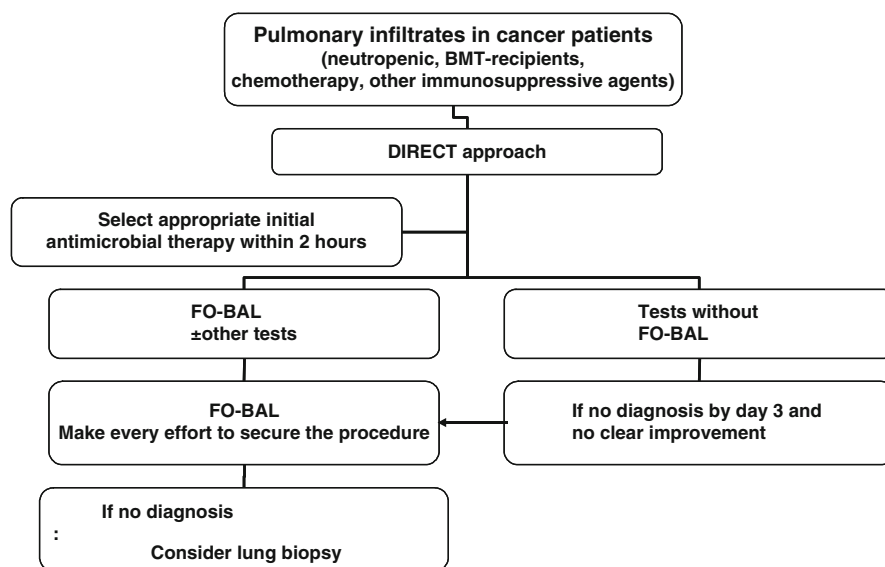 Pulmonary infiltrates in cancer patients
(neutropenic, BMT-recipients,
chemotherapy, other immunosuppressive agents)
DIRECT approach
Select appropriate initial
antimicrobial therapy within 2 hours
FO-BAL
±other tests
Tests without
FO-BAL
FO-BAL
Make every effort to secure the procedure
If no diagnosis by day 3 and
no clear improvement
If no diagnosis
:
Consider lung biopsy